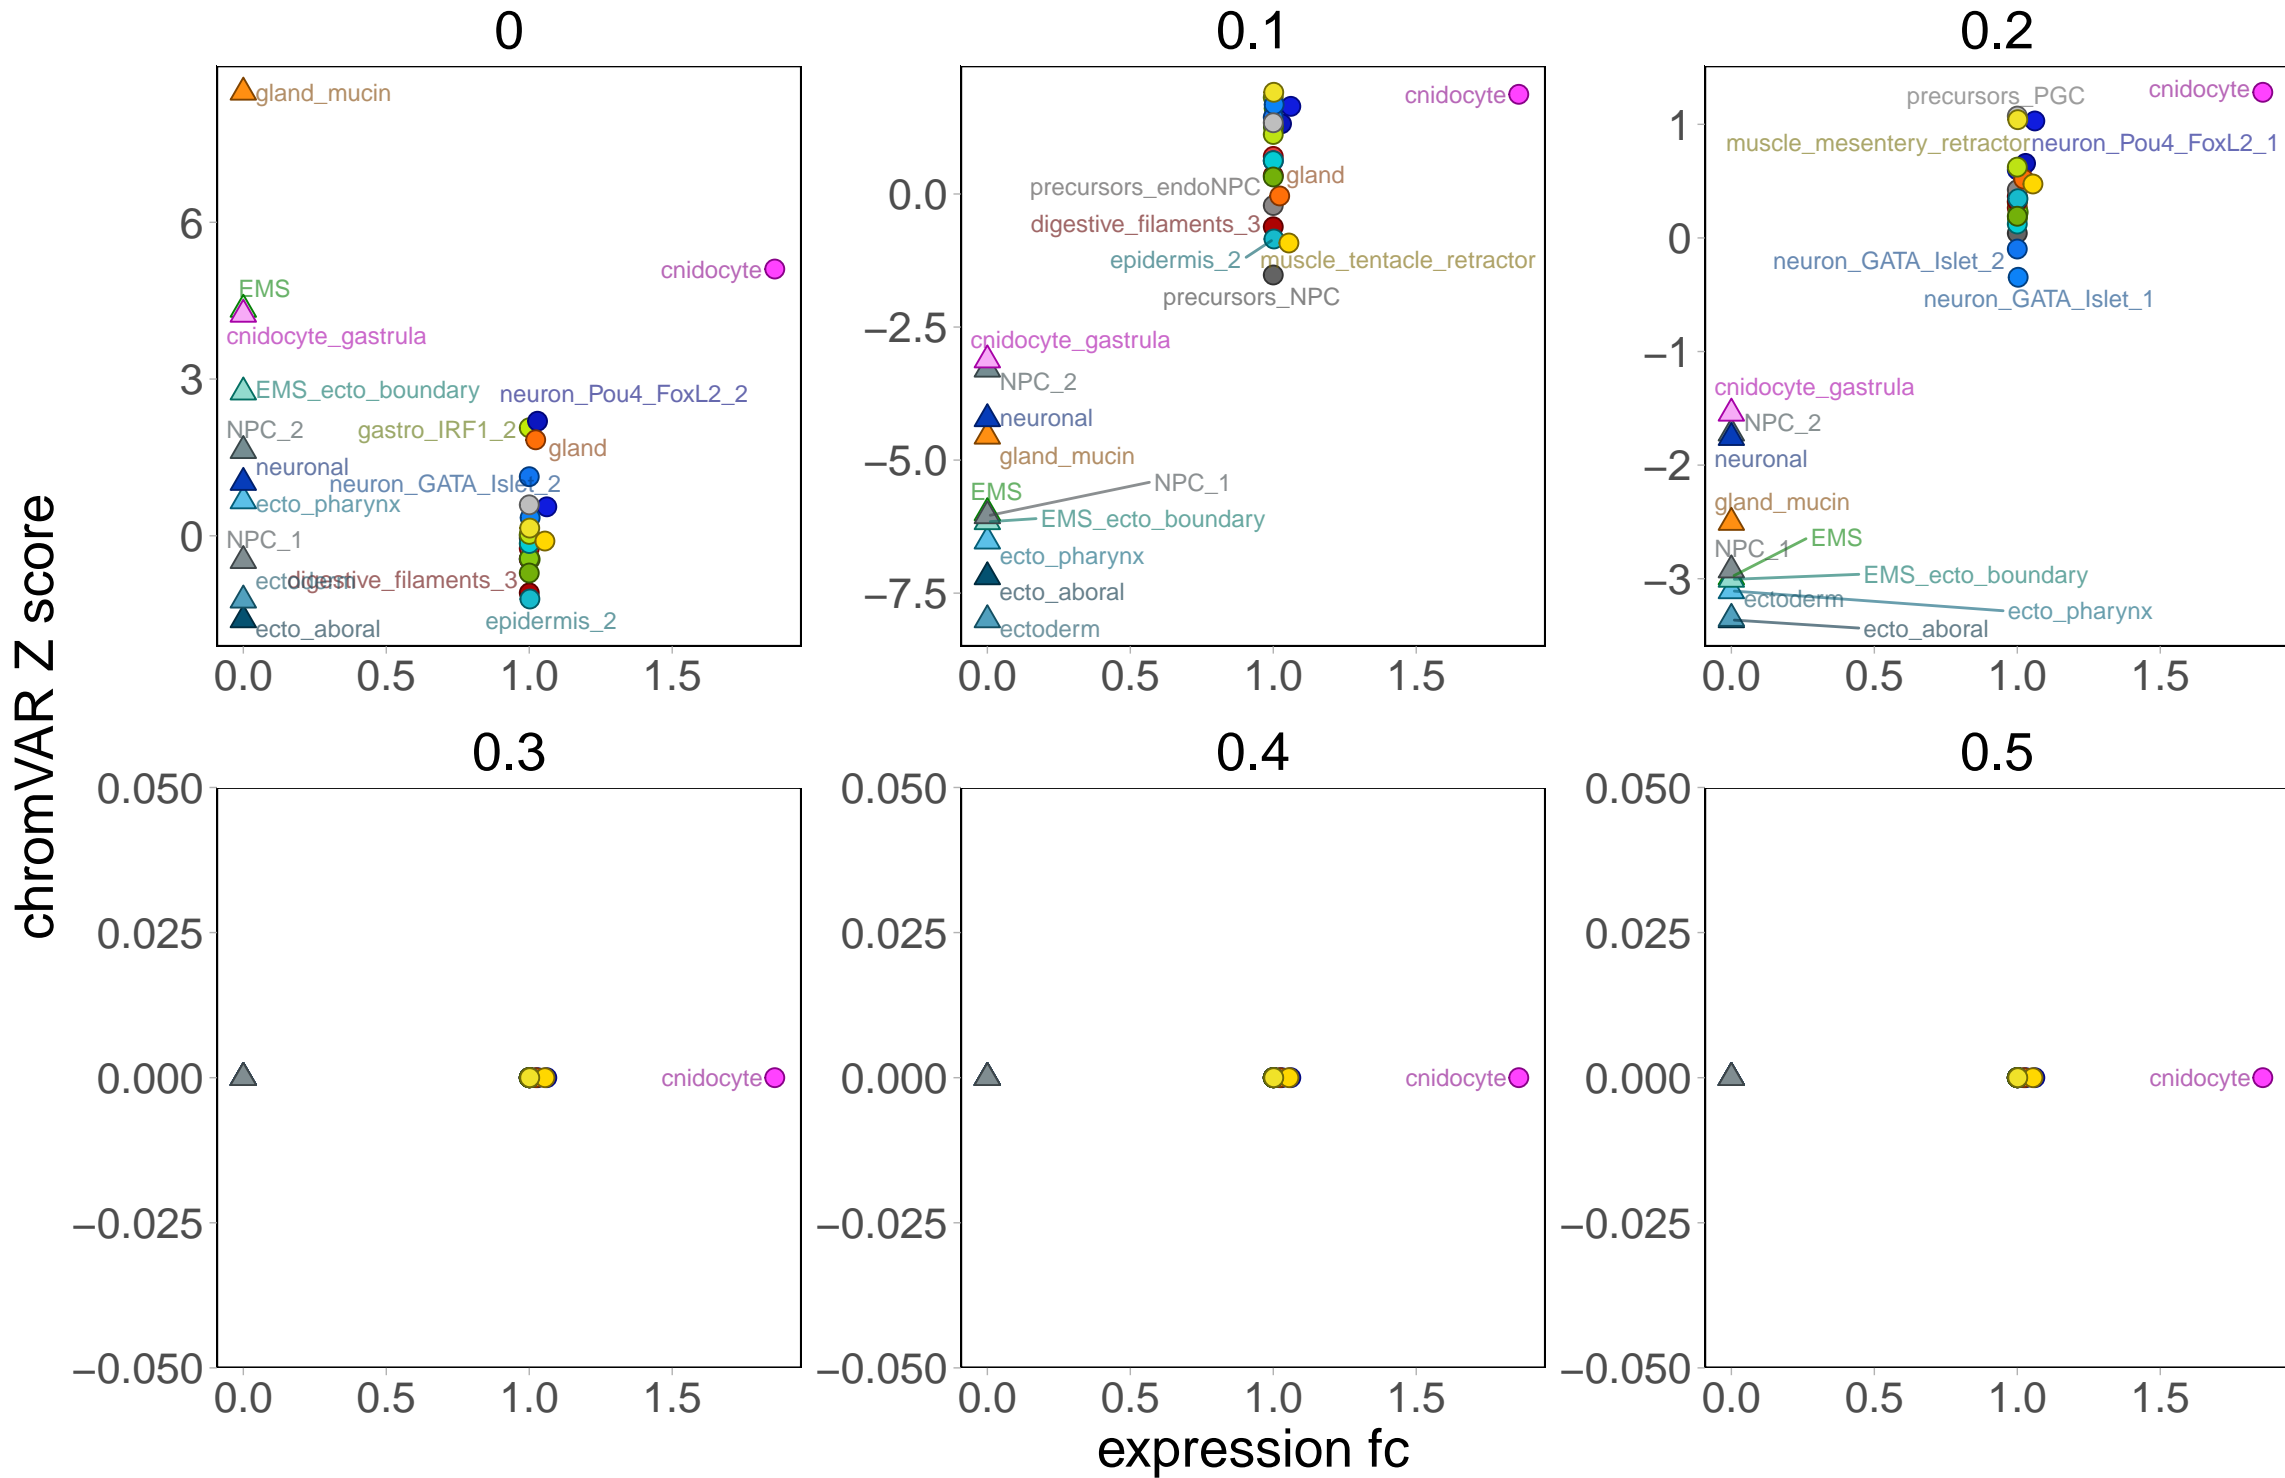 0
0.1
0.2
gland_mucin
cnidocyte
EMS
cnidocyte_gastrula
EMS_ecto_boundary
neuron_Pou4_FoxL2_2
NPC_2
gastro_IRF1_2
gland
neuronal
neuron_GATA_Islet_2
ecto_pharynx
NPC_1
ectoderm
digestive_filaments_3
epidermis_2
ecto_aboral
6
3
0
0.0
0.5
1.0
1.5
cnidocyte
gland
precursors_endoNPC
digestive_filaments_3
epidermis_2
muscle_tentacle_retractor
precursors_NPC
cnidocyte_gastrula
NPC_2
neuronal
gland_mucin
NPC_1
EMS
EMS_ecto_boundary
ecto_pharynx
ecto_aboral
ectoderm
0.0
−2.5
−5.0
−7.5
0.0
0.5
1.0
1.5
cnidocyte
precursors_PGC
muscle_mesentery_retractor
neuron_Pou4_FoxL2_1
neuron_GATA_Islet_2
neuron_GATA_Islet_1
cnidocyte_gastrula
NPC_2
neuronal
gland_mucin
EMS
NPC_1
EMS_ecto_boundary
ectoderm
ecto_pharynx
ecto_aboral
1
0
−1
−2
−3
0.0
0.5
1.0
1.5
chromVAR Z score
0.3
0.4
0.5
0.050
0.025
0.000
−0.025
−0.050
cnidocyte
0.0
0.5
1.0
1.5
0.050
0.025
0.000
−0.025
−0.050
cnidocyte
0.0
0.5
1.0
1.5
0.050
0.025
0.000
−0.025
−0.050
cnidocyte
0.0
0.5
1.0
1.5
expression fc